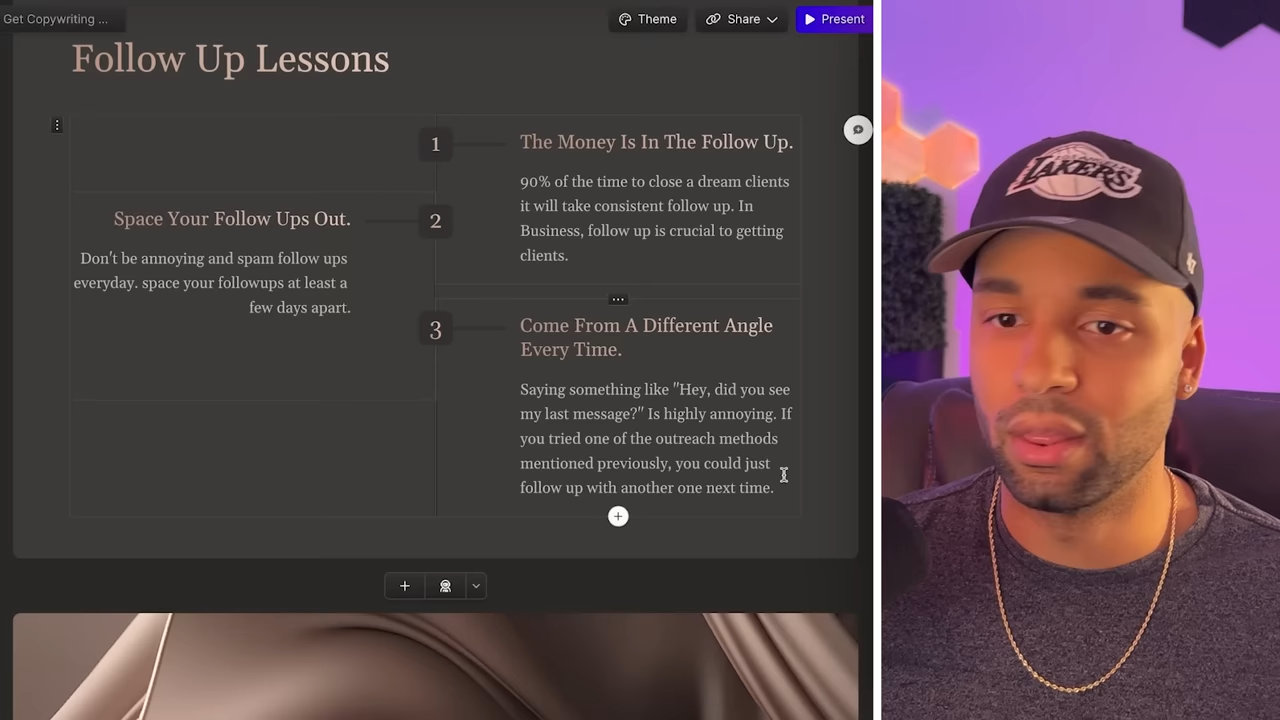 Get Copywriting ...
Theme
Share
Present
Follow Up Lessons
1
The Money Is In The Follow Up.
90% of the time to close a dream clients
it will take consistent follow up. In
Business, follow up is crucial to getting
clients.
Space Your Follow Ups Out.
2
Don't be annoying and spam follow ups
everyday. space your followups at least a
few days apart.
3
Come From A Different Angle
Every Time.
Saying something like "Hey, did you see
my last message?" Is highly annoying. If
you tried one of the outreach methods
mentioned previously, you could just
follow up with another one next time.
LAKERS